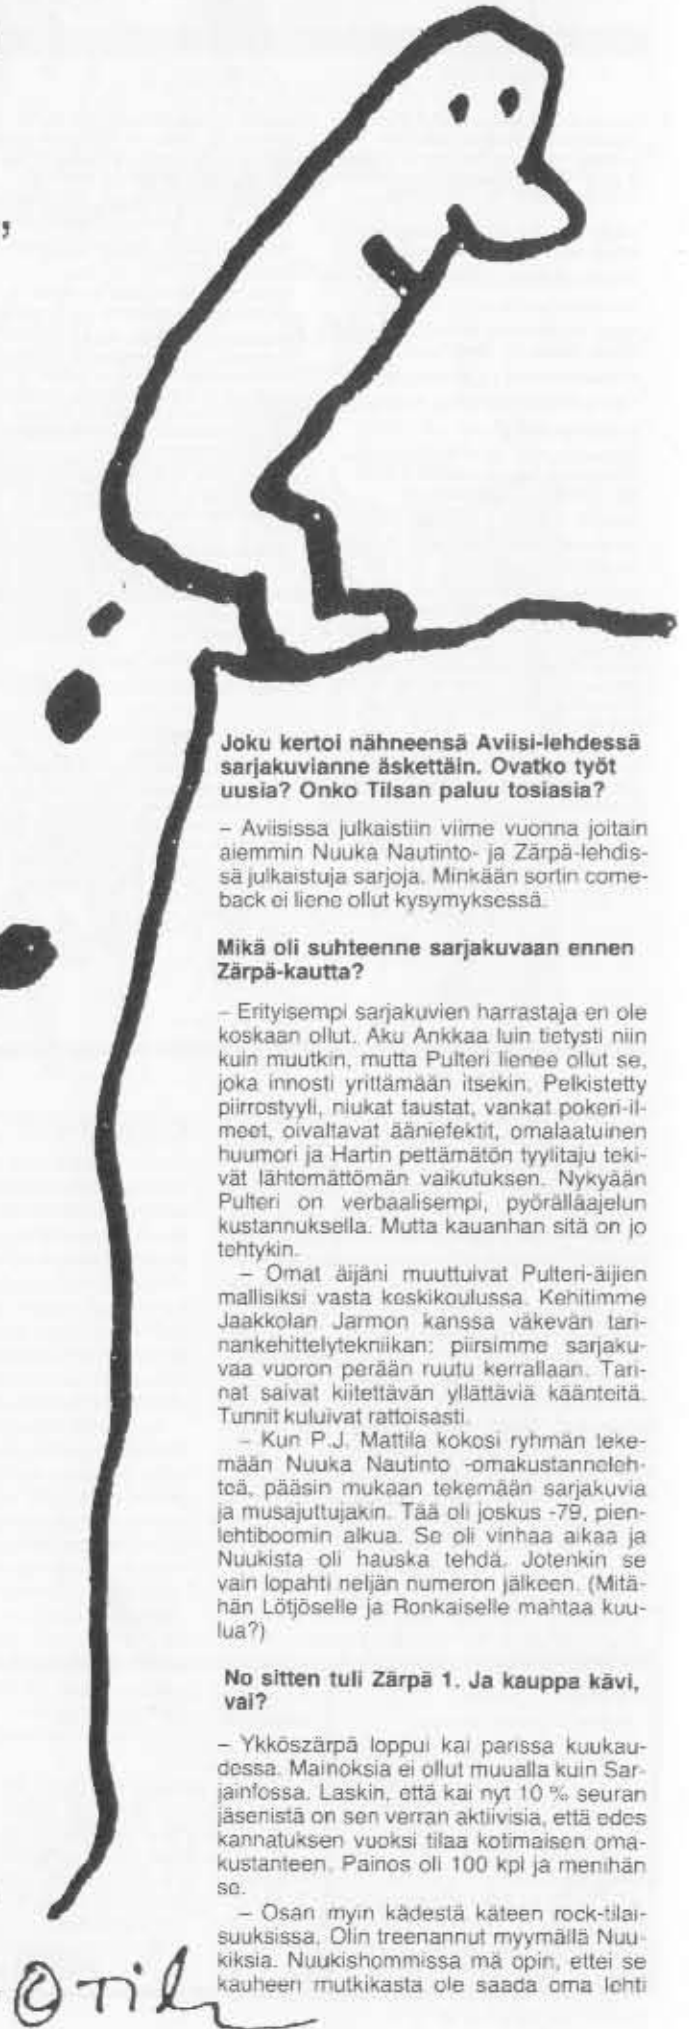 ,
Joku kertoi nähneensä Aviisi-lehdessä
sarjakuvianne äskettäin. Ovatko työt
uusia? Onko Tilsan paluu tosiasia?
– Aviisissa julkaistiin viime vuonna joitain
aiemmin Nuuka Nautinto- ja Zärpä-lehdis-
sä julkaistuja sarjoja. Minkään sortin come-
back ei liene ollut kysymyksessä.
Mikä oli suhteenne sarjakuvaan ennen
Zärpä-kautta?
– Erityisempi sarjakuvien harrastaja en ole
koskaan ollut. Aku Ankkaa luin tietysti niin
kuin muutkin, mutta Pulteri lienee ollut se,
joka innosti yrittämään itsekin. Pelkistetty
piirrostyyli, niukat taustat, vankat pokeri-il-
meet, oivaltavat ääniefektit, omalaatuinen
huumori ja Hartin pettämätön tyylitaju teki-
vät lähtemättömän vaikutuksen. Nykyään
Pulteri on verbaalisempi, pyörälläajelun
kustannuksella. Mutta kauanhan sitä on jo
tehtykin.
– Omat äijäni muuttuivat Pulteri-äijien
mallisiksi vasta keskikoulussa. Kehitimme
Jaakkolan Jarmon kanssa väkevän tari-
nankehittelytekniikan: piirsimme sarjaku-
vaa vuoron perään ruutu kerrallaan. Tari-
nat saivat kiitettävän yllättäviä käänteitä.
Tunnit kuluivat rattoisasti.
– Kun P.J. Mattila kokosi ryhmän teke-
mään Nuuka Nautinto -omakustanneleh-
teä, pääsin mukaan tekemään sarjakuvia
ja musajuttujakin. Tää oli joskus -79, pien-
lehtiboomin alkua. Se oli vinhaa aikaa ja
Nuukista oli hauska tehdä. Jotenkin se
vain lopahti neljän numeron jälkeen. (Mitä-
hän Lötjöselle ja Ronkaiselle mahtaa kuu-
lua?)
No sitten tuli Zärpä 1. Ja kauppa kävi,
vai?
– Ykköszärpä loppui kai parissa kuukau-
dessa. Mainoksia ei ollut muualla kuin Sar-
jainfossa. Laskin, että kai nyt 10 % seuran
jäsenistä on sen verran aktiivisia, että edes
kannatuksen vuoksi tilaa kotimaisen oma-
kustanteen. Painos oli 100 kpl ja menihän
se.
– Osan myin kädestä käteen rock-tilai-
suuksissa. Olin treenannut myymällä Nuu-
kiksia. Nuukishommissa mä opin, ettei se
kauheen mutkikasta ole saada oma lehti